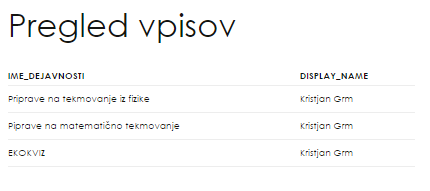 Pregled vpisov
IME_DEJAVNOSTI DISPLAY_NAME
Priprave na tekmovanje iz fizike Kristjan Grm
Piprave na matematično tekmovanje Kristjan Grm
EKOKVIZ Kristjan Grm